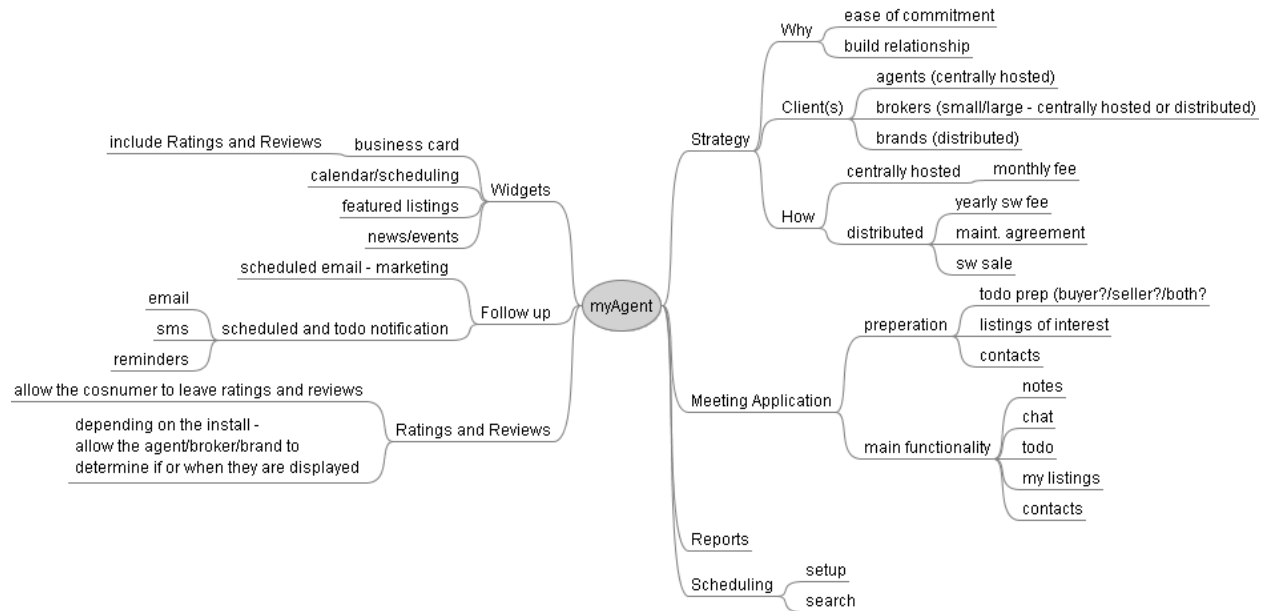 myAgent
Strategy
Why
ease of commitment
build relationship
Client(s)
agents (centrally hosted)
brokers (small/large - centrally hosted or distributed)
brands (distributed)
How
centrally hosted
monthly fee
distributed
yearly sw fee
maint. agreement
sw sale
Meeting Application
preperation
todo prep (buyer?/seller?/both?
listings of interest
contacts
main functionality
notes
chat
todo
my listings
contacts
Reports
Scheduling
setup
search
Widgets
business card
include Ratings and Reviews
calendar/scheduling
featured listings
news/events
Follow up
scheduled email - marketing
scheduled and todo notification
email
sms
reminders
Ratings and Reviews
allow the cosnumer to leave ratings and reviews
depending on the install -
allow the agent/broker/brand to
determine if or when they are displayed